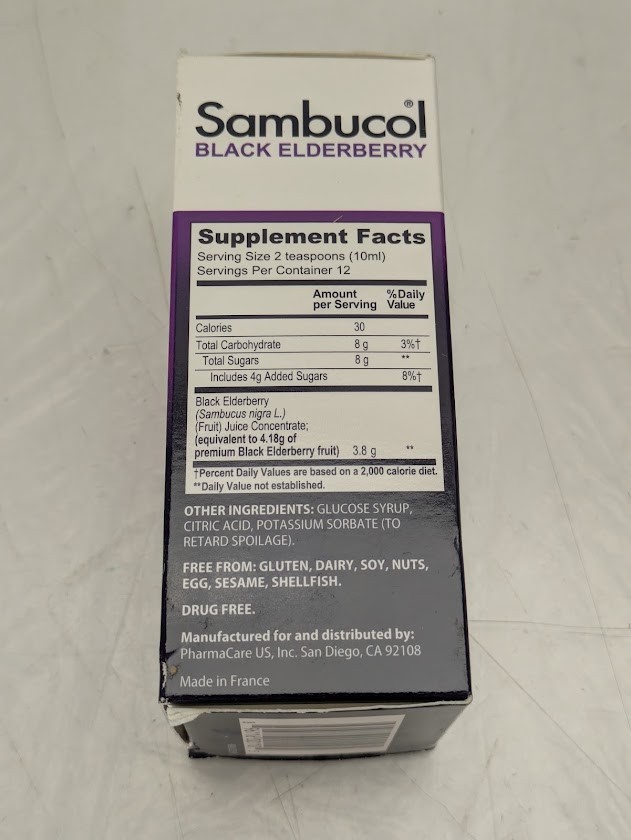 Sambucol®
BLACK ELDERBERRY
Supplement Facts
Serving Size 2 teaspoons (10ml)
Servings Per Container 12
Amount per Serving %Daily Value
Calories 30
Total Carbohydrate 8 g 3%†
Total Sugars 8 g **
Includes 4g Added Sugars 8%†
Black Elderberry
(Sambucus nigra L.)
(Fruit) Juice Concentrate;
(equivalent to 4.18g of
premium Black Elderberry fruit) 3.8 g **
†Percent Daily Values are based on a 2,000 calorie diet.
**Daily Value not established.
OTHER INGREDIENTS: GLUCOSE SYRUP,
CITRIC ACID, POTASSIUM SORBATE (TO
RETARD SPOILAGE).
FREE FROM: GLUTEN, DAIRY, SOY, NUTS,
EGG, SESAME, SHELLFISH.
DRUG FREE.
Manufactured for and distributed by:
PharmaCare US, Inc. San Diego, CA 92108
Made in France